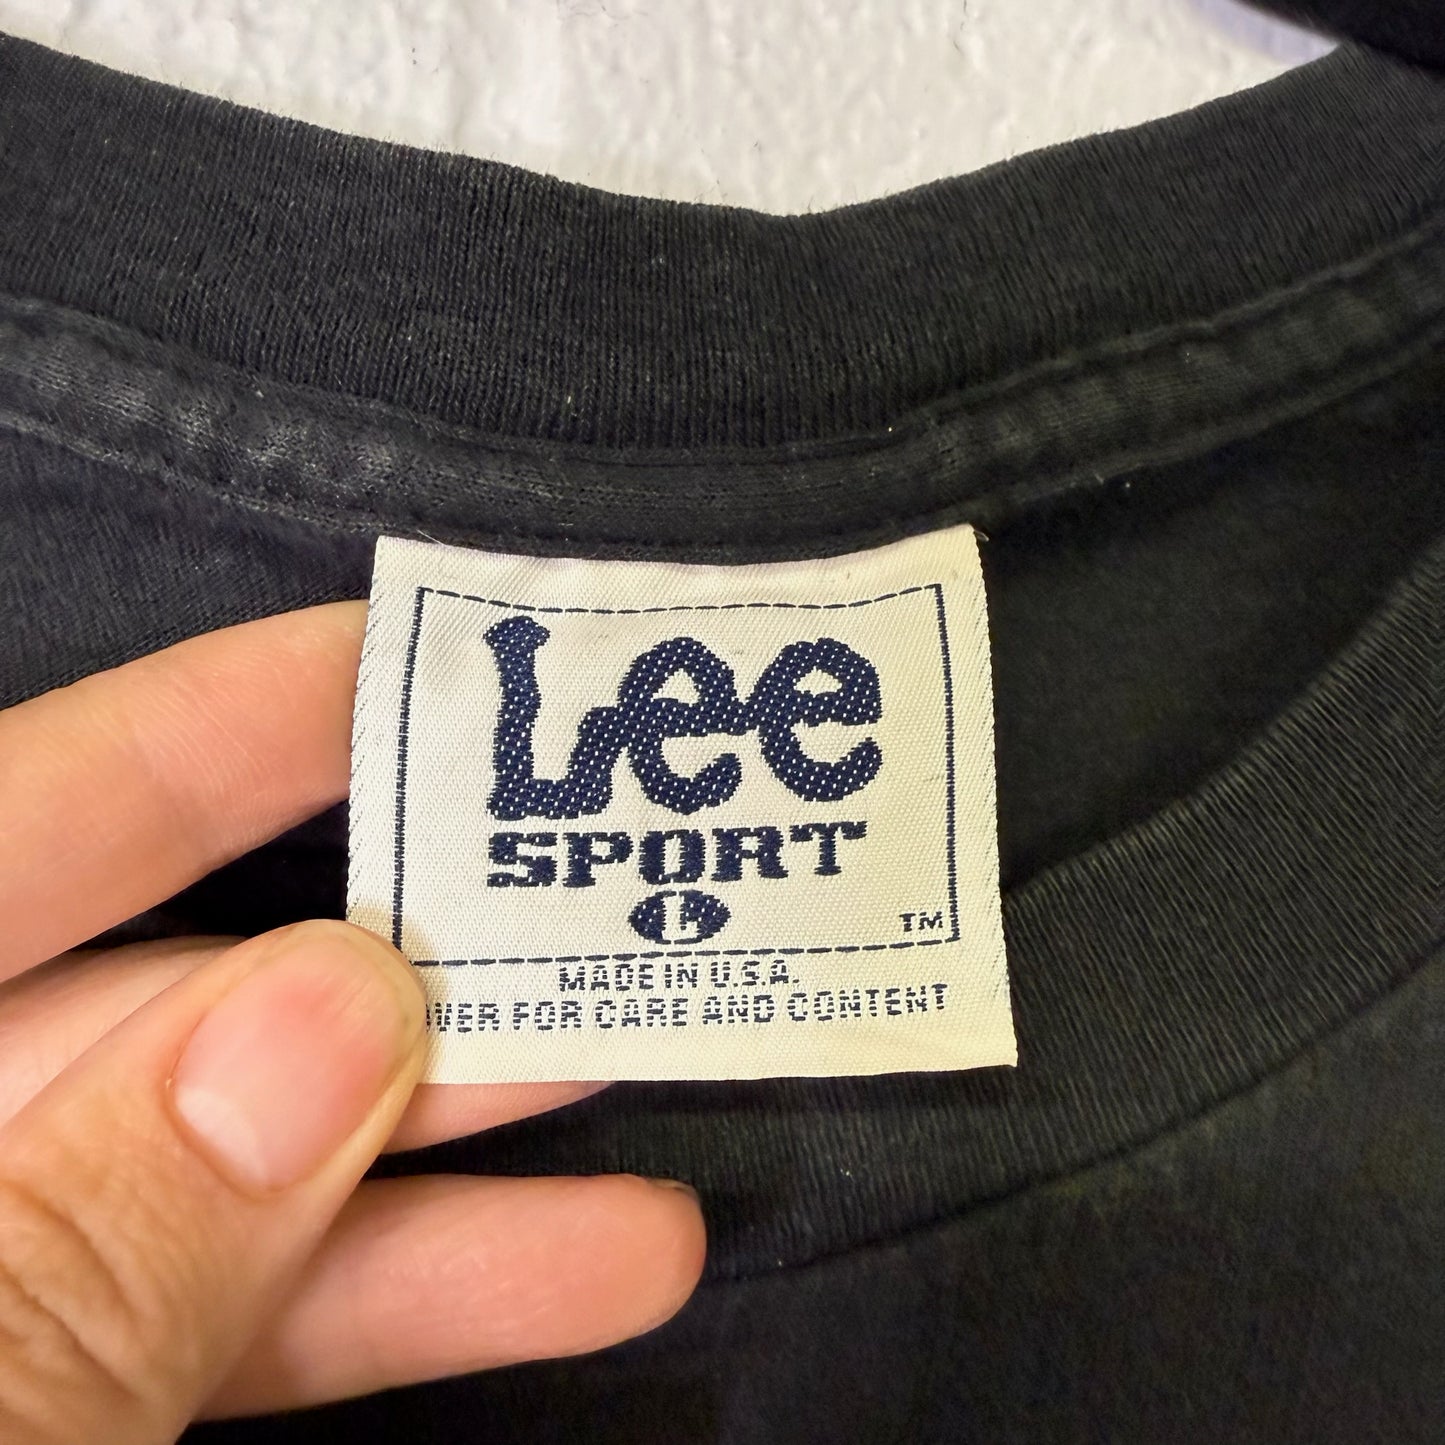 Lee
SPORT
L
TM
MADE IN U.S.A.
FOR CARE AND CONTENT